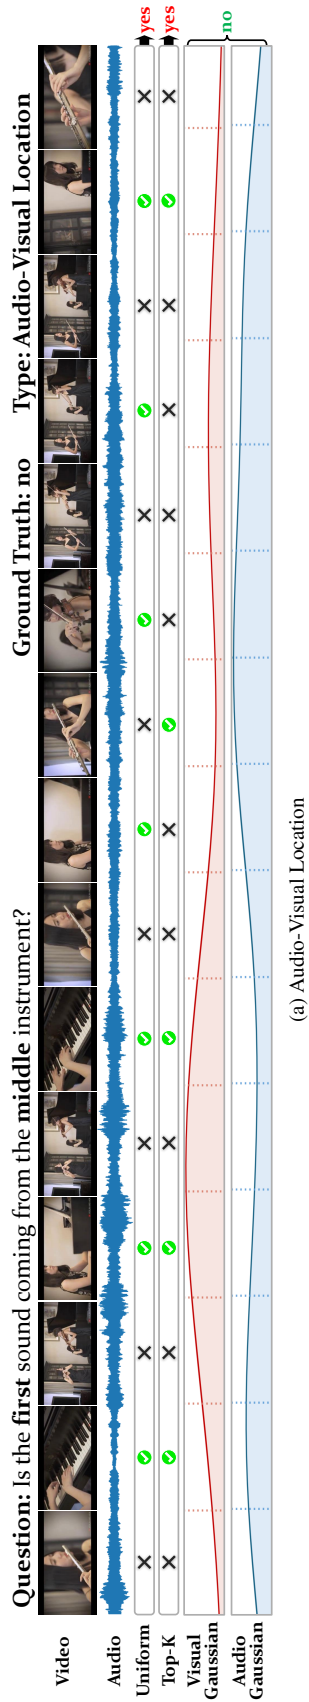 Question: Is the first sound coming from the middle instrument?
Ground Truth: no
Type: Audio-Visual Location
Video
Audio
Uniform
yes
Top-K
yes
Visual
Gaussian
Audio
Gaussian
no
(a) Audio-Visual Location